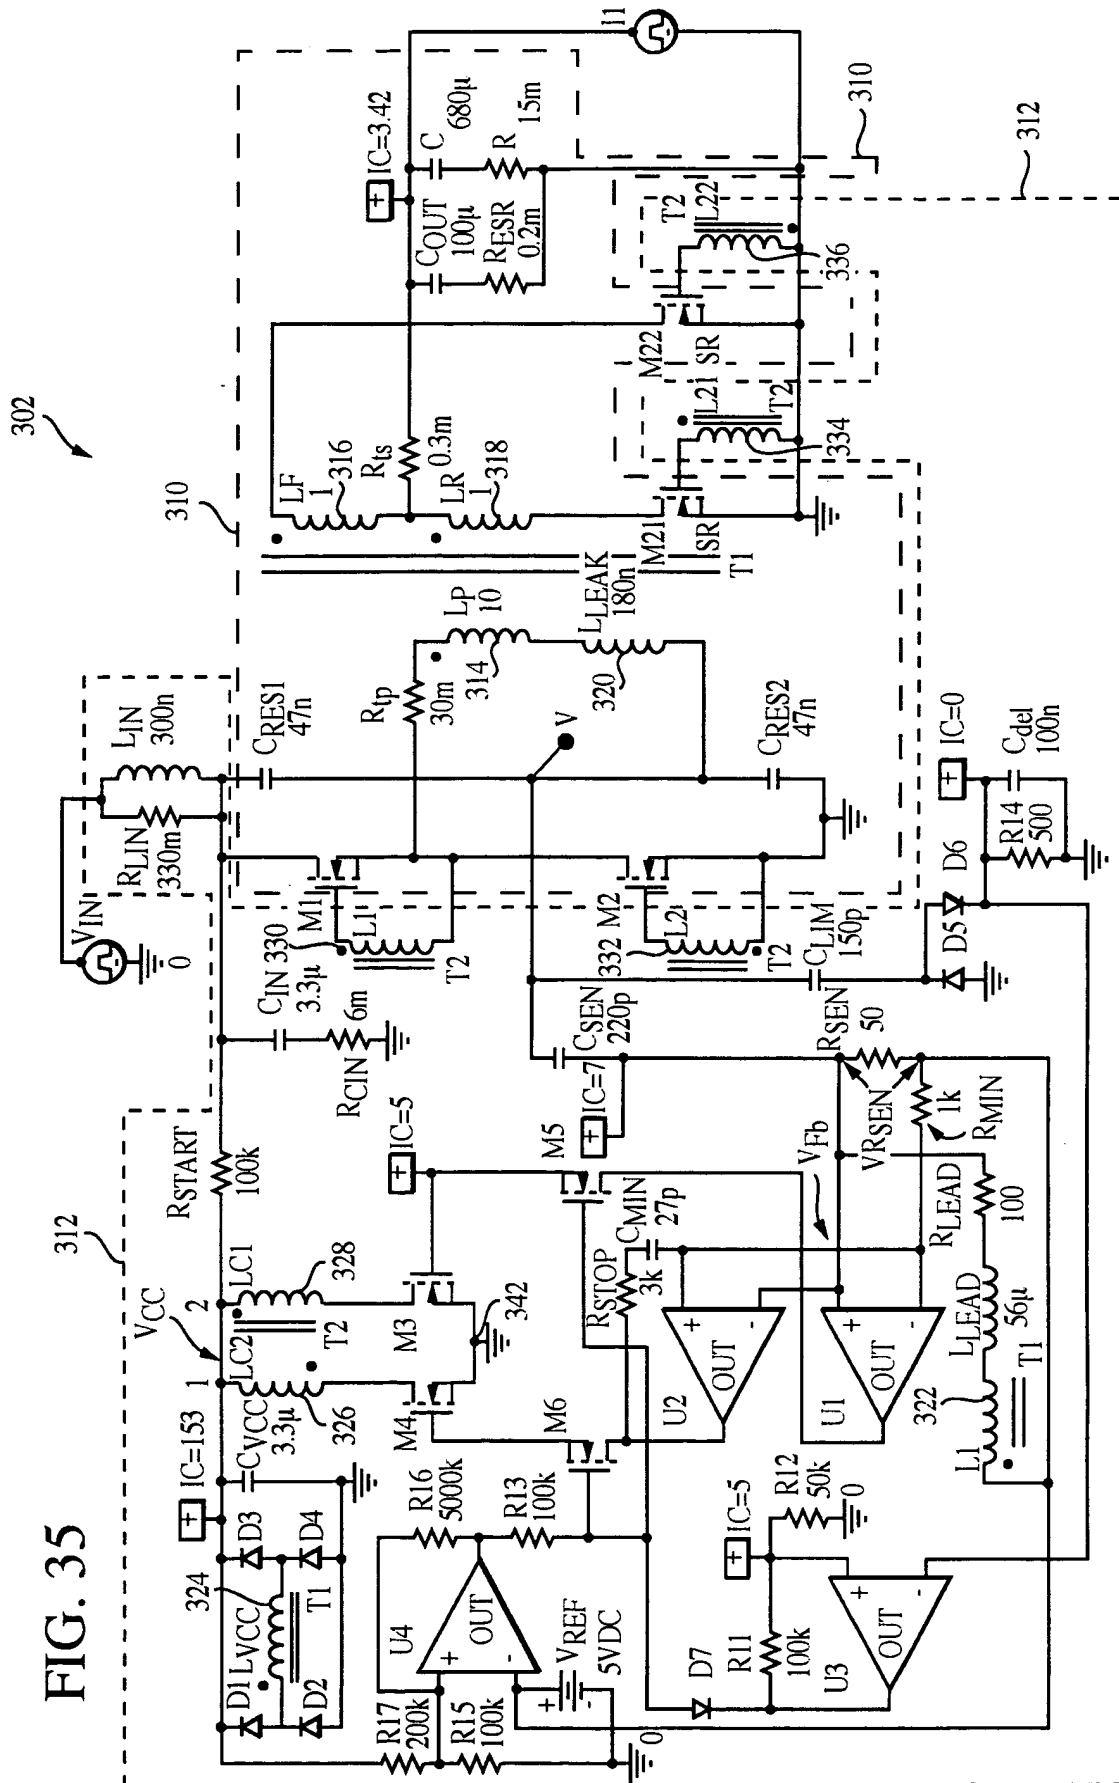 FIG. 35
302
312
VCC
RSTART
100k
VIN
0
RLIN
330m
LIN
300n
310
IC=153
D1
LVCC
324
D3
D2
T1
D4
CVCC
3.3µ
1
2
LC2
LC1
326
T2
328
CIN
3.3µ
RCIN
6m
M1
330
L1
T2
CRES1
47n
Rtp
30m
LP
10
314
LLEAK
180n
320
V
CRES2
47n
LF
1
316
Rts
0.3m
LR
1
318
T1
IC=3.42
COUT
100µ
RESR
0.2m
C
680µ
R
15m
I1
310
312
M21
SR
L21
T2
334
M22
SR
T2
L22
336
M4
M3
342
IC=5
M5
M6
CSEN
220p
IC=7
M2
332
L2
T2
CLIM
150p
D5
D6
R14
500
IC=0
Cdel
100n
R17
200k
R15
100k
U4
+
-
OUT
R16
5000k
R13
100k
VREF
5VDC
+
-
0
RSTOP
3k
CMIN
27p
VFb
U2
+
-
OUT
U1
+
-
OUT
RSEN
50
VRSEN
1k
RMIN
RLEAD
100
LLEAD
56µ
322
L1
T1
D7
R11
100k
IC=5
R12
50k
0
U3
+
-
OUT